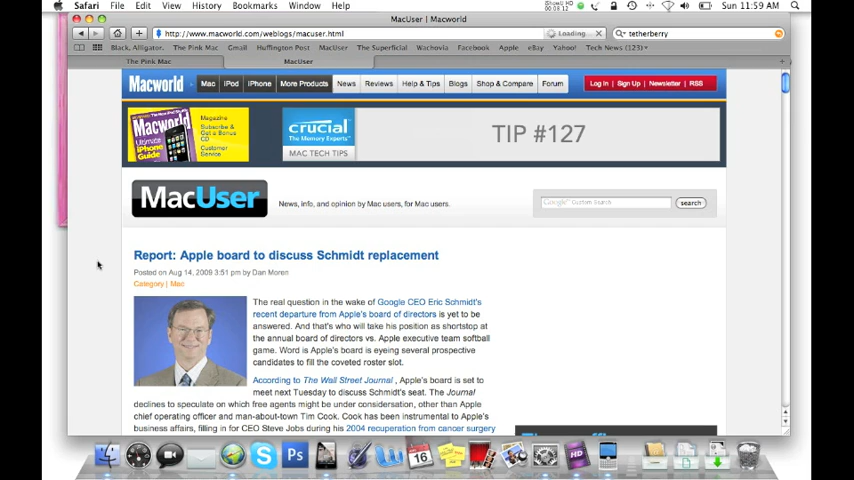 Safari File Edit View History Bookmarks Window Help
Sun 11:59 AM
MacUser | Macworld
http://www.macworld.com/weblogs/macuser.html
Loading
tetherberry
Black, Alligator. The Pink Mac Gmail Huffington Post MacUser The Superficial Wachovia Facebook Apple eBay Yahoo! Tech News (123)
The Pink Mac
MacUser
Macworld
Mac iPod iPhone More Products News Reviews Help & Tips Blogs Shop & Compare Forum
Log In | Sign Up | Newsletter | RSS
Macworld
Ultimate
iPhone
Guide
Magazine
Subscribe &
Get a Bonus
CD
Customer
Service
crucial
The Memory Experts
MAC TECH TIPS
TIP #127
MacUser
News, info, and opinion by Mac users, for Mac users.
Google Custom Search
search
Report: Apple board to discuss Schmidt replacement
Posted on Aug 14, 2009 3:51 pm by Dan Moren
Category | Mac
The real question in the wake of Google CEO Eric Schmidt's
recent departure from Apple's board of directors is yet to be
answered. And that's who will take his position as shortstop at
the annual board of directors vs. Apple executive team softball
game. Word is Apple's board is eyeing several prospective
candidates to fill the coveted roster slot.
According to The Wall Street Journal , Apple's board is set to
meet next Tuesday to discuss Schmidt's seat. The Journal
declines to speculate on which free agents might be under considersation, other than Apple
chief operating officer and man-about-town Tim Cook. Cook has been instrumental to Apple's
business affairs, filling in for CEO Steve Jobs during his 2004 recuperation from cancer surgery
Ps
16
HD